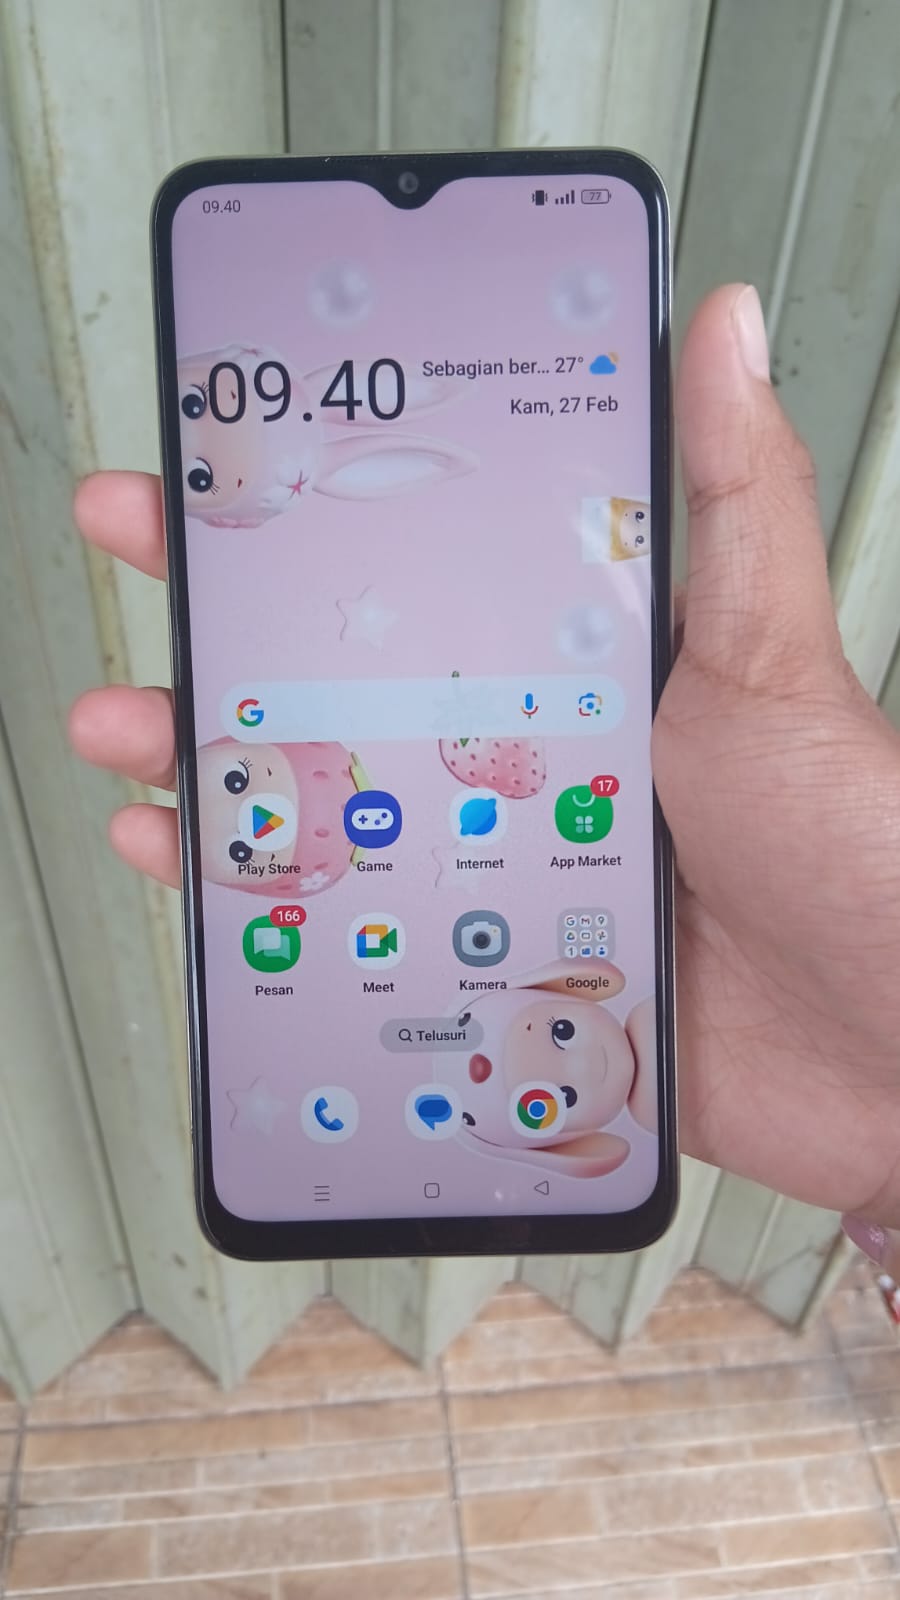 09.40
77
09.40
Sebagian ber... 27°
Kam, 27 Feb
Play Store
Game
Internet
17
App Market
166
Pesan
Meet
Kamera
Google
Telusuri